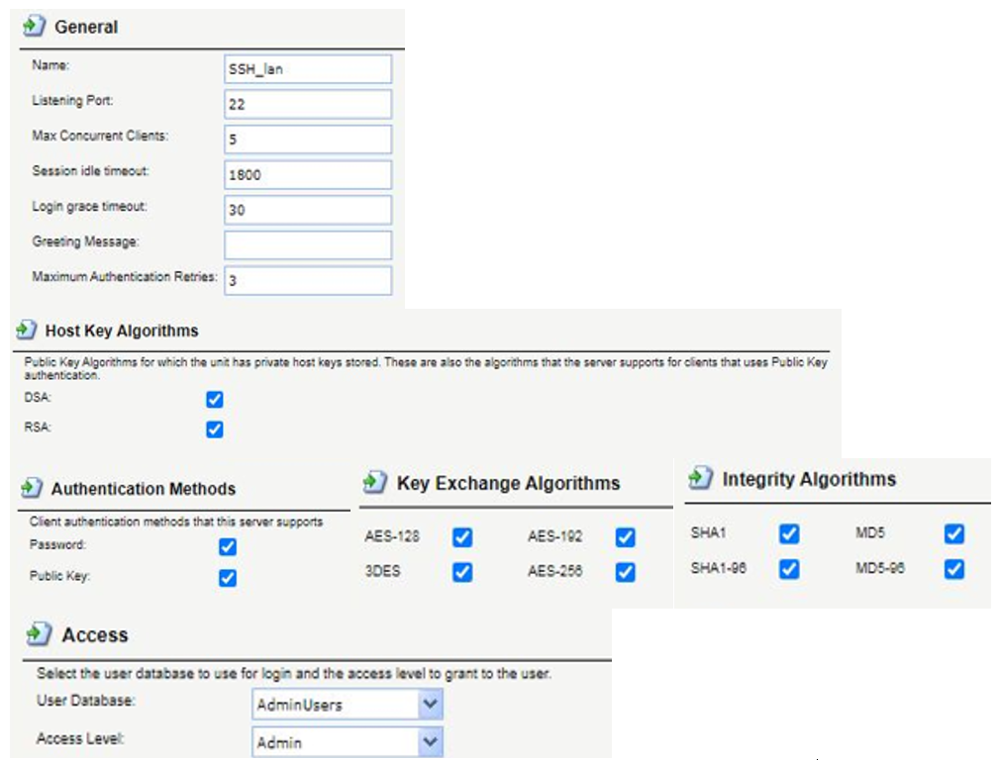 General
Name: SSH_lan
Listening Port: 22
Max Concurrent Clients: 5
Session idle timeout: 1800
Login grace timeout: 30
Greeting Message:
Maximum Authentication Retries: 3
Host Key Algorithms
Public Key Algorithms for which the unit has private host keys stored. These are also the algorithms that the server supports for clients that uses Public Key
authentication.
DSA:
RSA:
Authentication Methods
Client authentication methods that this server supports
Password:
Public Key:
Key Exchange Algorithms
AES-128 AES-192
3DES AES-256
Integrity Algorithms
SHA1 MD5
SHA1-96 MD5-96
Access
Select the user database to use for login and the access level to grant to the user.
User Database: AdminUsers
Access Level: Admin